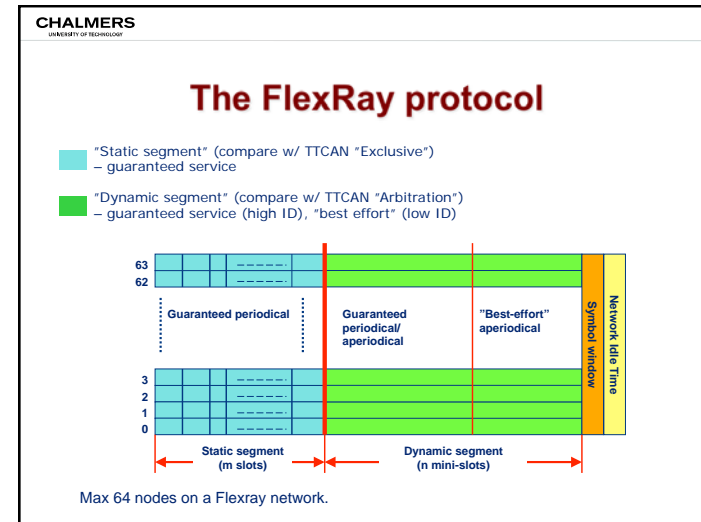 CHALMERS
UNIVERSITY OF TECHNOLOGY
The FlexRay protocol
"Static segment" (compare w/ TTCAN "Exclusive")
– guaranteed service
"Dynamic segment" (compare w/ TTCAN "Arbitration")
– guaranteed service (high ID), "best effort" (low ID)
63
62
Guaranteed periodical
Guaranteed
periodical/
aperiodical
"Best-effort"
aperiodical
Symbol window
Network Idle Time
3
2
1
0
Static segment
(m slots)
Dynamic segment
(n mini-slots)
Max 64 nodes on a Flexray network.